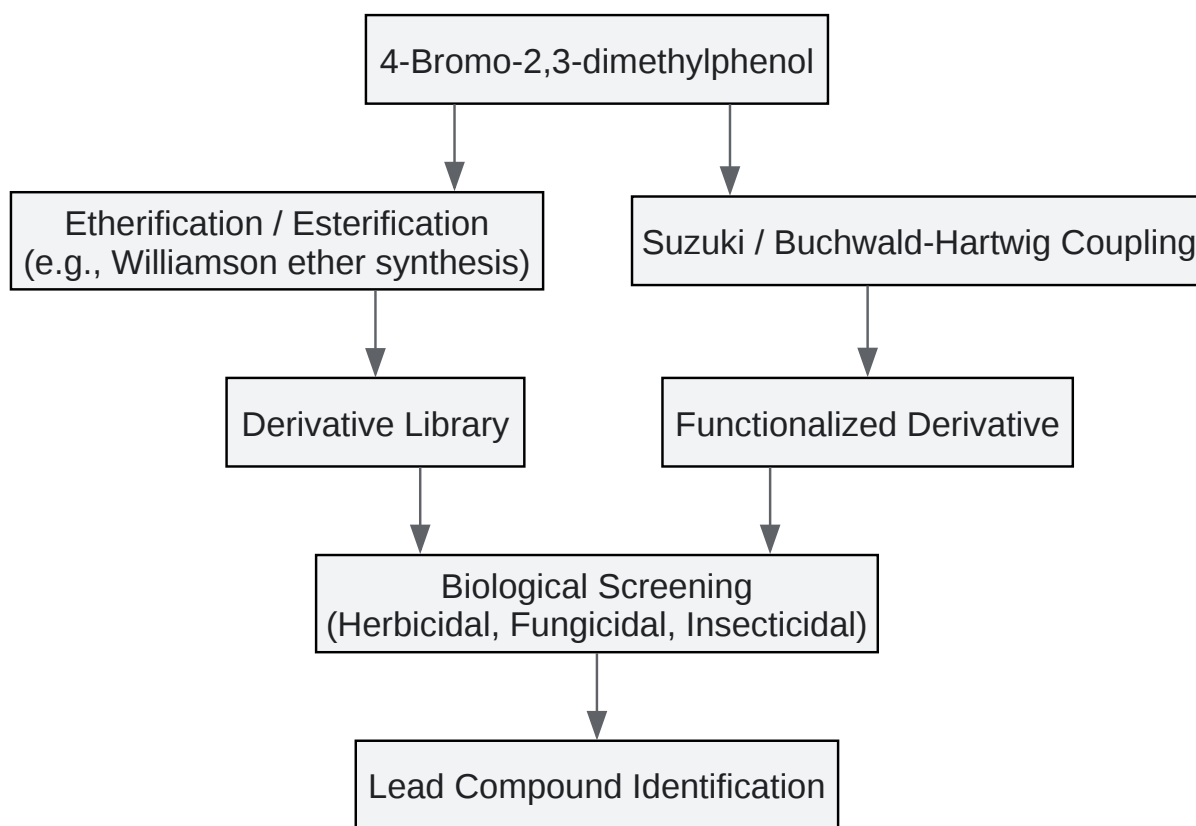 4-Bromo-2,3-dimethylphenol
Etherification / Esterification
(e.g., Williamson ether synthesis)
Suzuki / Buchwald-Hartwig Coupling
Derivative Library
Functionalized Derivative
Biological Screening
(Herbicidal, Fungicidal, Insecticidal)
Lead Compound Identification